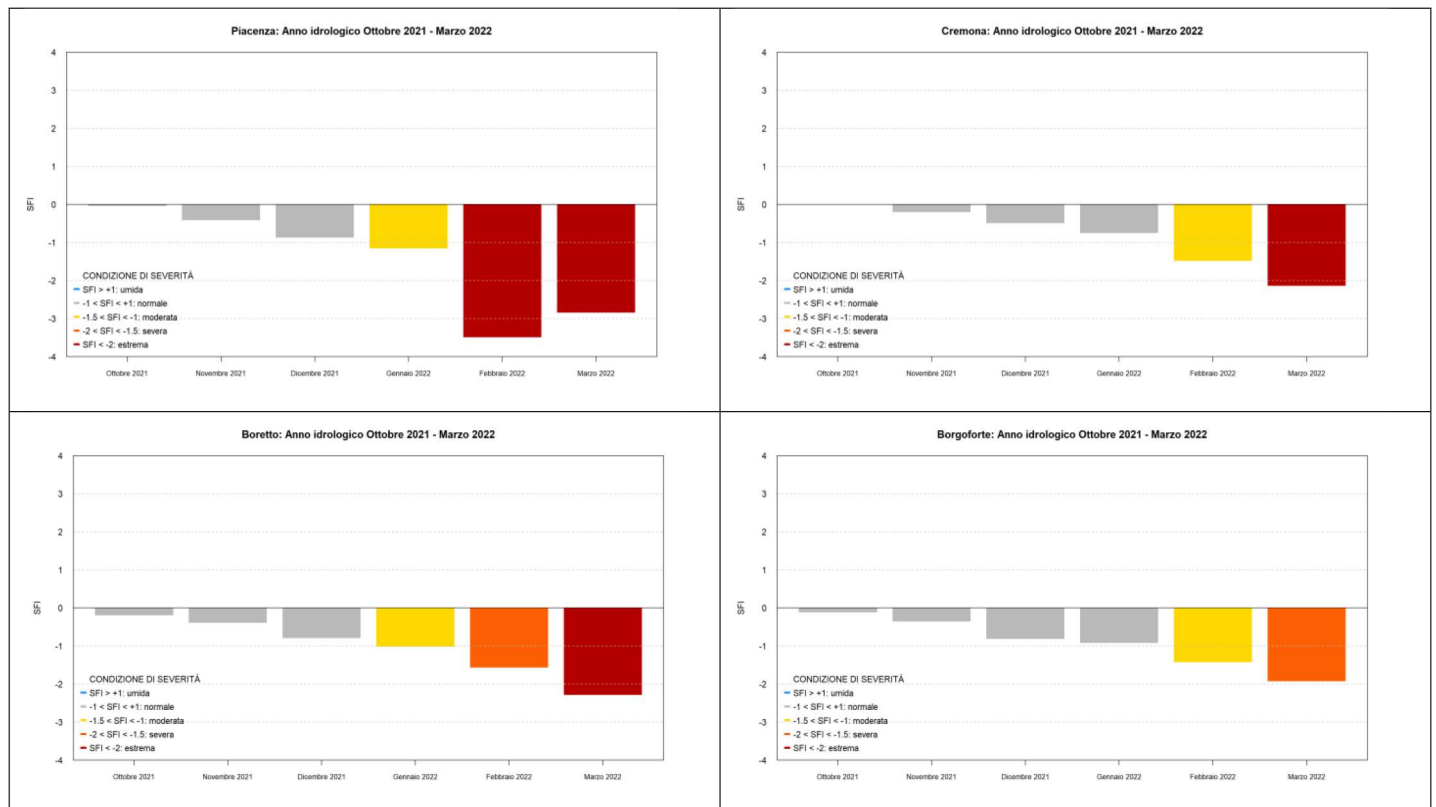 Piacenza: Anno idrologico Ottobre 2021 - Marzo 2022
4
3
2
1
0
-1
-2
-3
-4
SFI
CONDIZIONE DI SEVERITÀ
SFI > +1: umida
-1 < SFI < +1: normale
-1.5 < SFI < -1: moderata
-2 < SFI < -1.5: severa
SFI < -2: estrema
Ottobre 2021 Novembre 2021 Dicembre 2021 Gennaio 2022 Febbraio 2022 Marzo 2022
Cremona: Anno idrologico Ottobre 2021 - Marzo 2022
4
3
2
1
0
-1
-2
-3
-4
SFI
CONDIZIONE DI SEVERITÀ
SFI > +1: umida
-1 < SFI < +1: normale
-1.5 < SFI < -1: moderata
-2 < SFI < -1.5: severa
SFI < -2: estrema
Ottobre 2021 Novembre 2021 Dicembre 2021 Gennaio 2022 Febbraio 2022 Marzo 2022
Boretto: Anno idrologico Ottobre 2021 - Marzo 2022
4
3
2
1
0
-1
-2
-3
-4
SFI
CONDIZIONE DI SEVERITÀ
SFI > +1: umida
-1 < SFI < +1: normale
-1.5 < SFI < -1: moderata
-2 < SFI < -1.5: severa
SFI < -2: estrema
Ottobre 2021 Novembre 2021 Dicembre 2021 Gennaio 2022 Febbraio 2022 Marzo 2022
Borgoforte: Anno idrologico Ottobre 2021 - Marzo 2022
4
3
2
1
0
-1
-2
-3
-4
SFI
CONDIZIONE DI SEVERITÀ
SFI > +1: umida
-1 < SFI < +1: normale
-1.5 < SFI < -1: moderata
-2 < SFI < -1.5: severa
SFI < -2: estrema
Ottobre 2021 Novembre 2021 Dicembre 2021 Gennaio 2022 Febbraio 2022 Marzo 2022